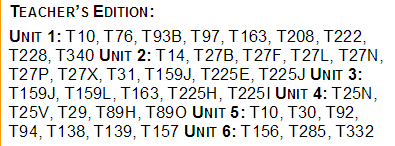 TEACHER'S EDITION:
UNIT 1: T10, T76, T93B, T97, T163, T208, T222,
T228, T340 UNIT 2: T14, T27B, T27F, T27L, T27N,
T27P, T27X, T31, T159J, T225E, T225J UNIT 3:
T159J, T159L, T163, T225H, T225I UNIT 4: T25N,
T25V, T29, T89H, T89O UNIT 5: T10, T30, T92,
T94, T138, T139, T157 UNIT 6: T156, T285, T332